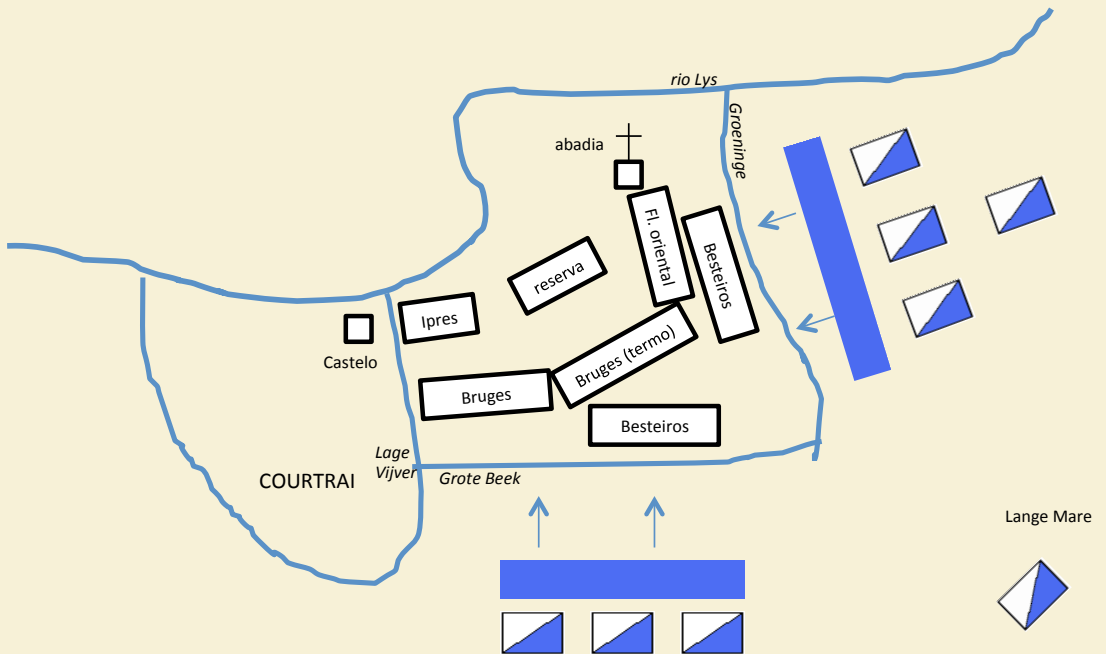 rio Lys
Groeninge
abadia
Fl. oriental
Besteiros
reserva
Ipres
Castelo
Bruges (termo)
Bruges
Besteiros
Lage
Vijver
Grote Beek
COURTRAI
Lange Mare